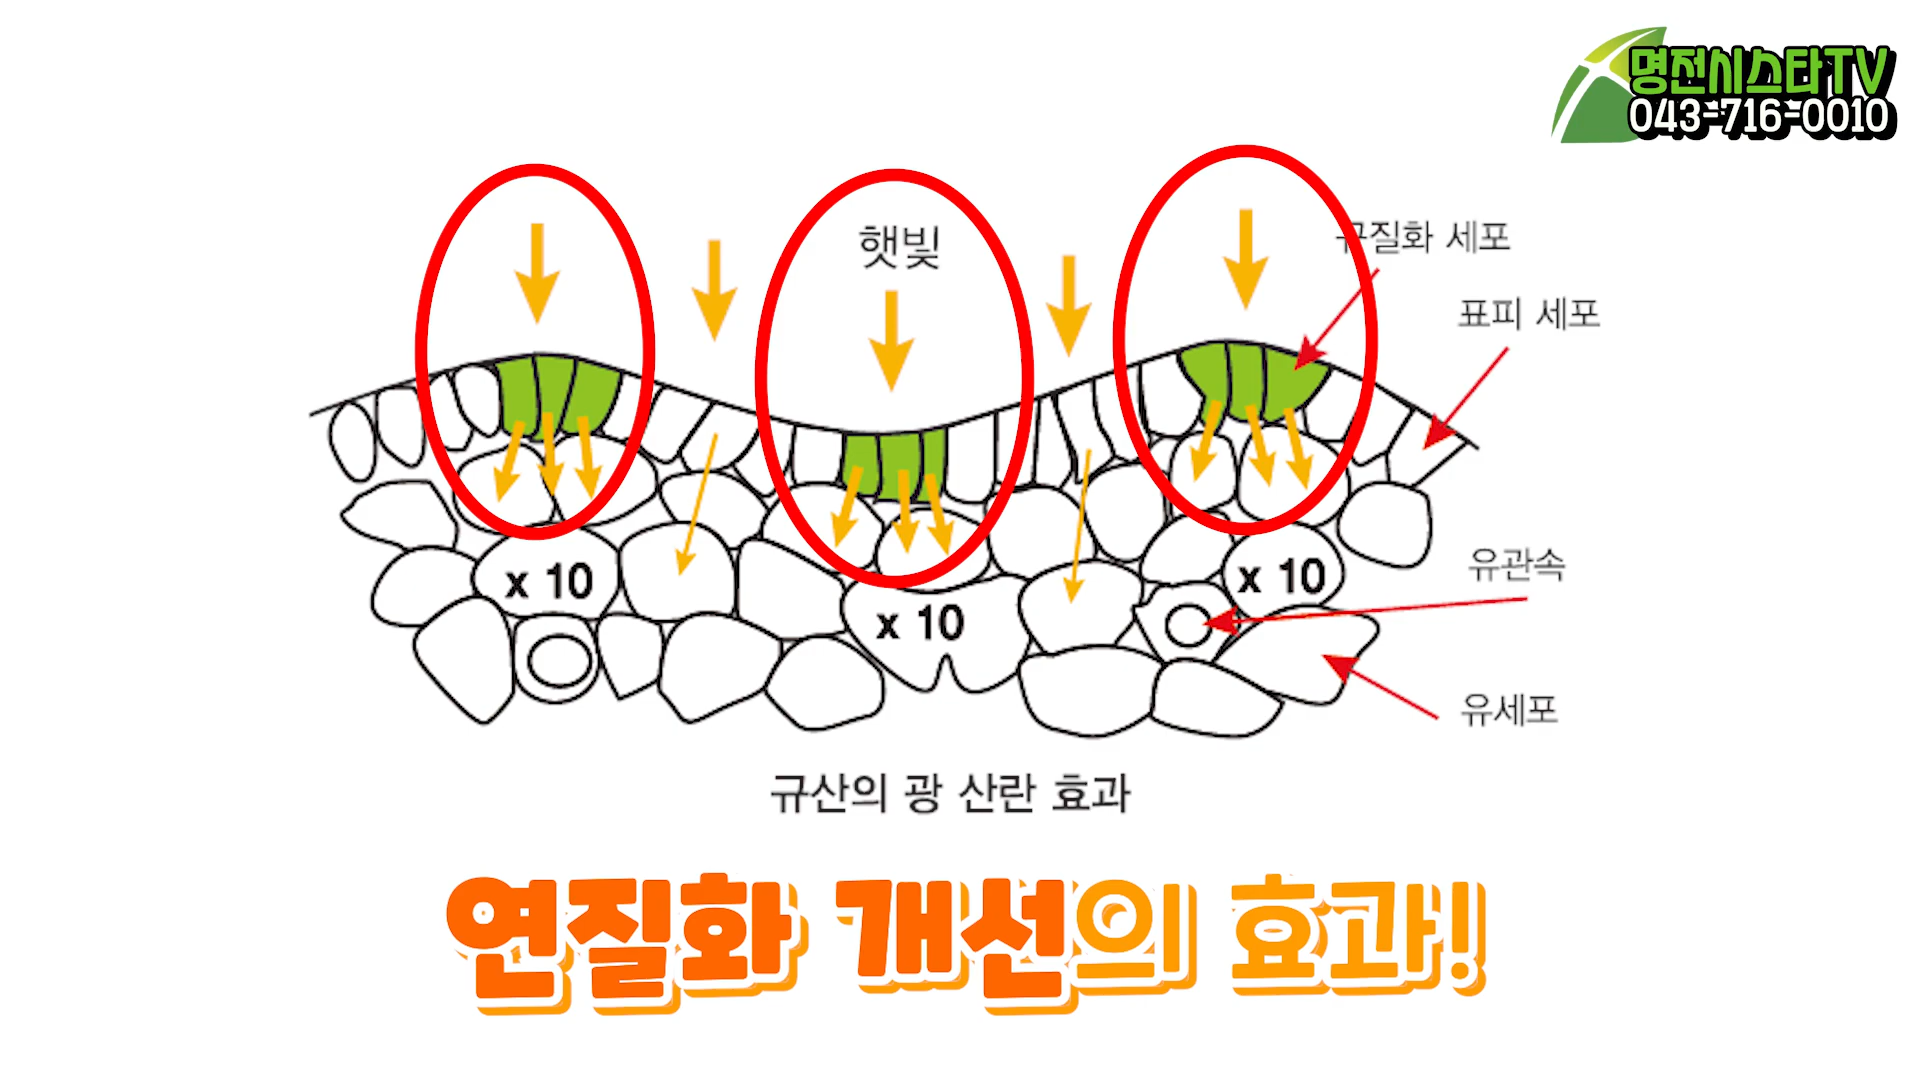 명전시스타TV
043-716-0010
햇빛
규질화 세포
표피 세포
유관속
x 10
x 10
x 10
유세포
규산의 광 산란 효과
연질화 개선의 효과!